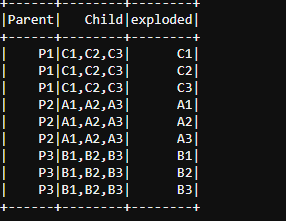 +------+--------+--------+
|Parent|   Child|exploded|
+------+--------+--------+
|    P1|C1,C2,C3|      C1|
|    P1|C1,C2,C3|      C2|
|    P1|C1,C2,C3|      C3|
|    P2|A1,A2,A3|      A1|
|    P2|A1,A2,A3|      A2|
|    P2|A1,A2,A3|      A3|
|    P3|B1,B2,B3|      B1|
|    P3|B1,B2,B3|      B2|
|    P3|B1,B2,B3|      B3|
+------+--------+--------+